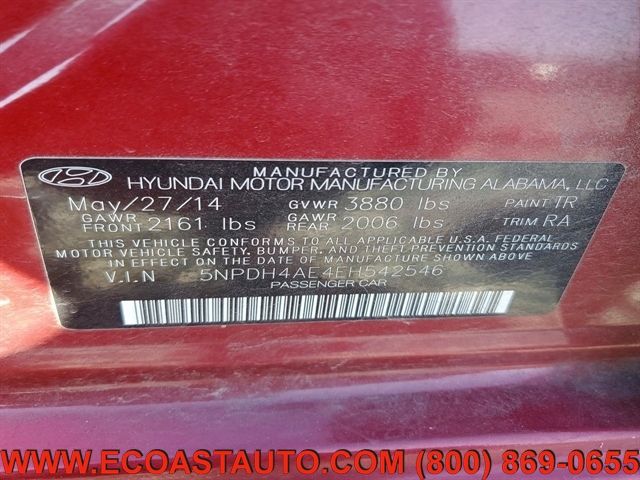 MANUFACTURED BY
HYUNDAI MOTOR MANUFACTURING ALABAMA, LLC
May/27/14 GVWR 3880 lbs PAINT TR
GAWR FRONT 2161 lbs GAWR REAR 2006 lbs TRIM RA
THIS VEHICLE CONFORMS TO ALL APPLICABLE U.S. FEDERAL
MOTOR VEHICLE SAFETY, BUMPER, AND THEFT PREVENTION STANDARDS
IN EFFECT ON THE DATE OF MANUFACTURE SHOWN ABOVE.
V.I.N 5NPDH4AE4EH542546
PASSENGER CAR
WWW.ECOASTAUTO.COM (800) 869-0655